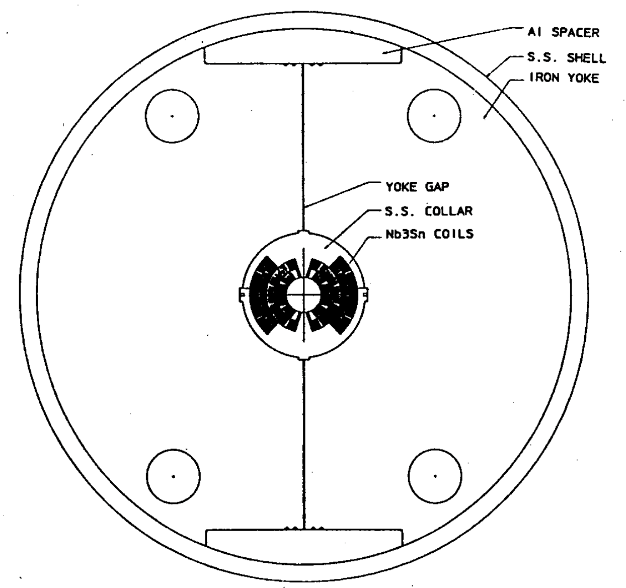 Al SPACER
S.S. SHELL
IRON YOKE
YOKE GAP
S.S. COLLAR
Nb3Sn COILS